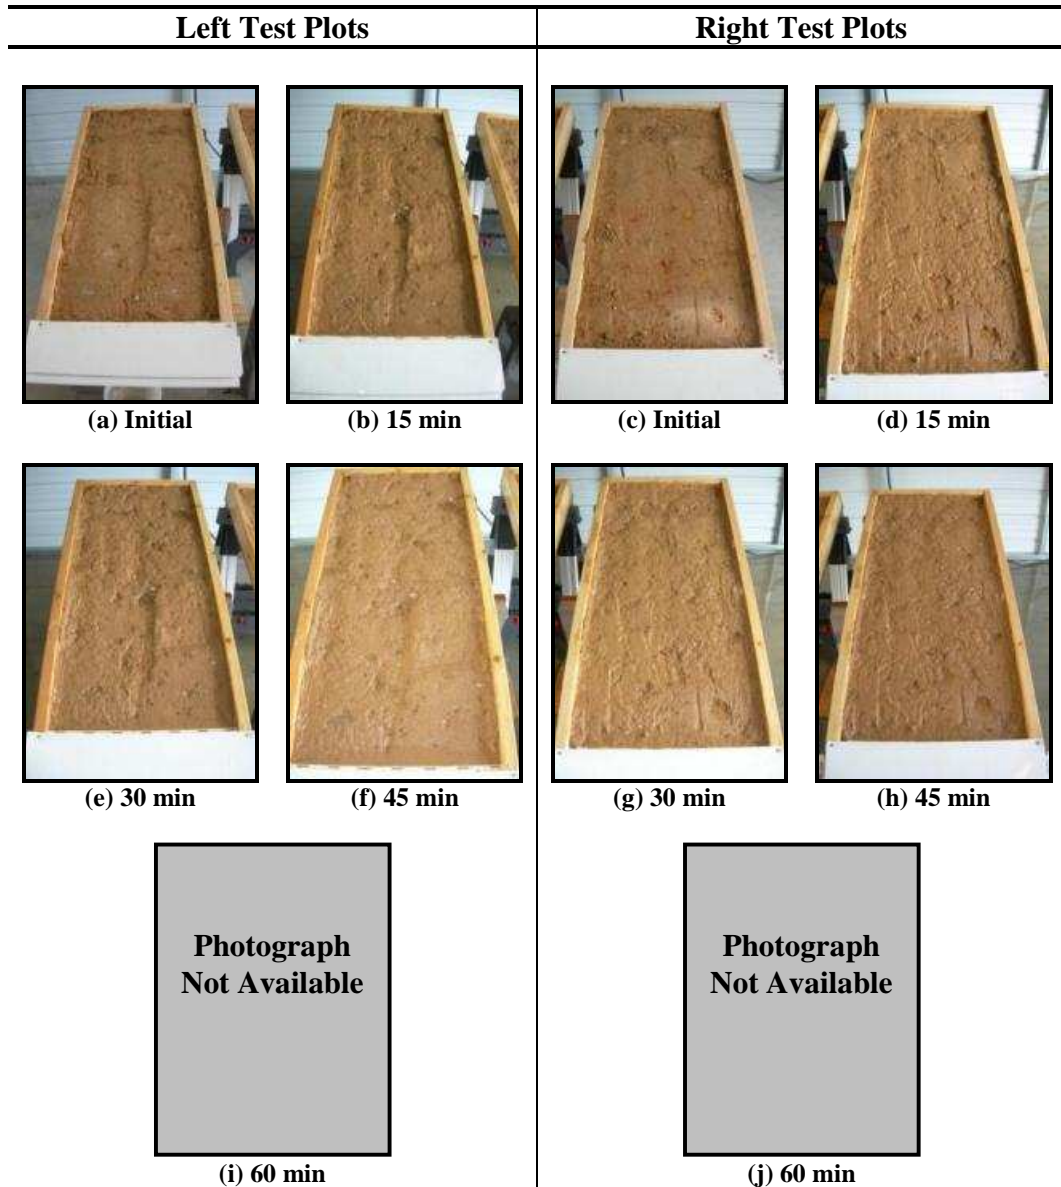 Left Test Plots
Right Test Plots
(a) Initial
(b) 15 min
(c) Initial
(d) 15 min
(e) 30 min
(f) 45 min
(g) 30 min
(h) 45 min
Photograph
Not Available
Photograph
Not Available
(i) 60 min
(j) 60 min